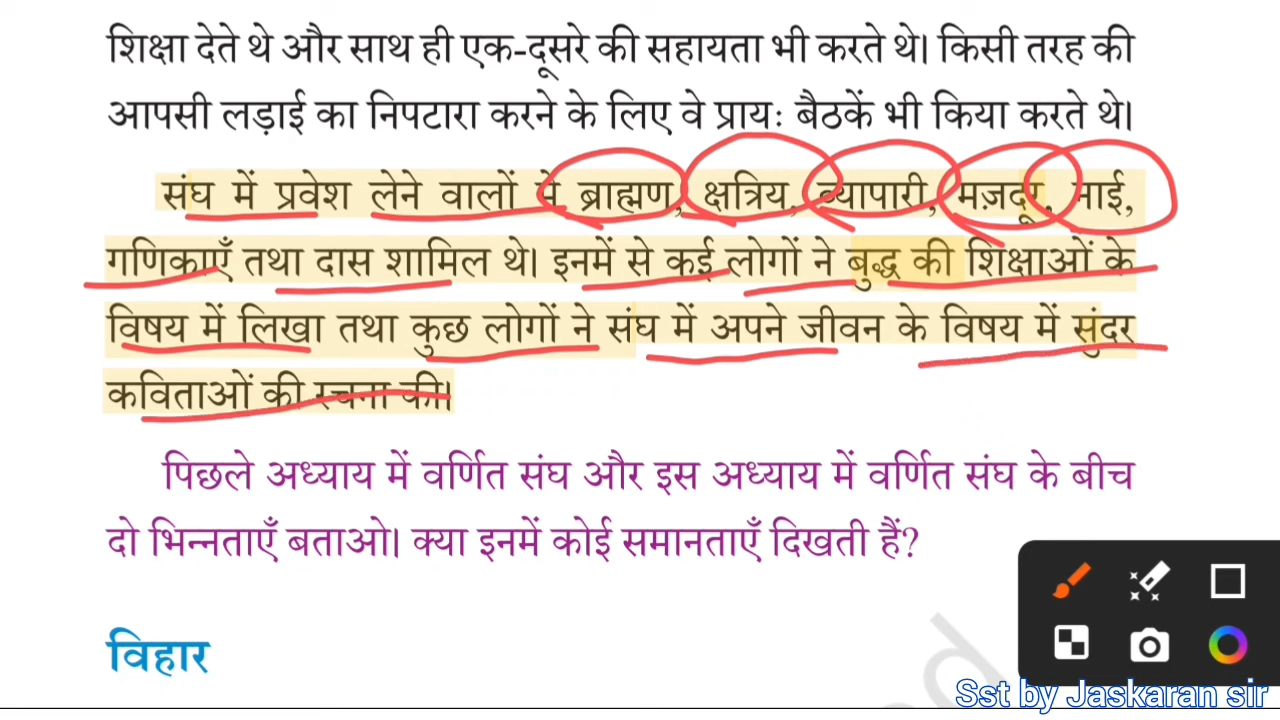 शिक्षा देते थे और साथ ही एक-दूसरे की सहायता भी करते थे। किसी तरह की
आपसी लड़ाई का निपटारा करने के लिए वे प्रायः बैठकें भी किया करते थे।
संघ में प्रवेश लेने वालों में ब्राह्मण, क्षत्रिय, व्यापारी, मज़दूर, नाई,
गणिकाएँ तथा दास शामिल थे। इनमें से कई लोगों ने बुद्ध की शिक्षाओं के
विषय में लिखा तथा कुछ लोगों ने संघ में अपने जीवन के विषय में सुंदर
कविताओं की रचना की।
पिछले अध्याय में वर्णित संघ और इस अध्याय में वर्णित संघ के बीच
दो भिन्नताएँ बताओ। क्या इनमें कोई समानताएँ दिखती हैं?
विहार
Sst by Jaskaran sir